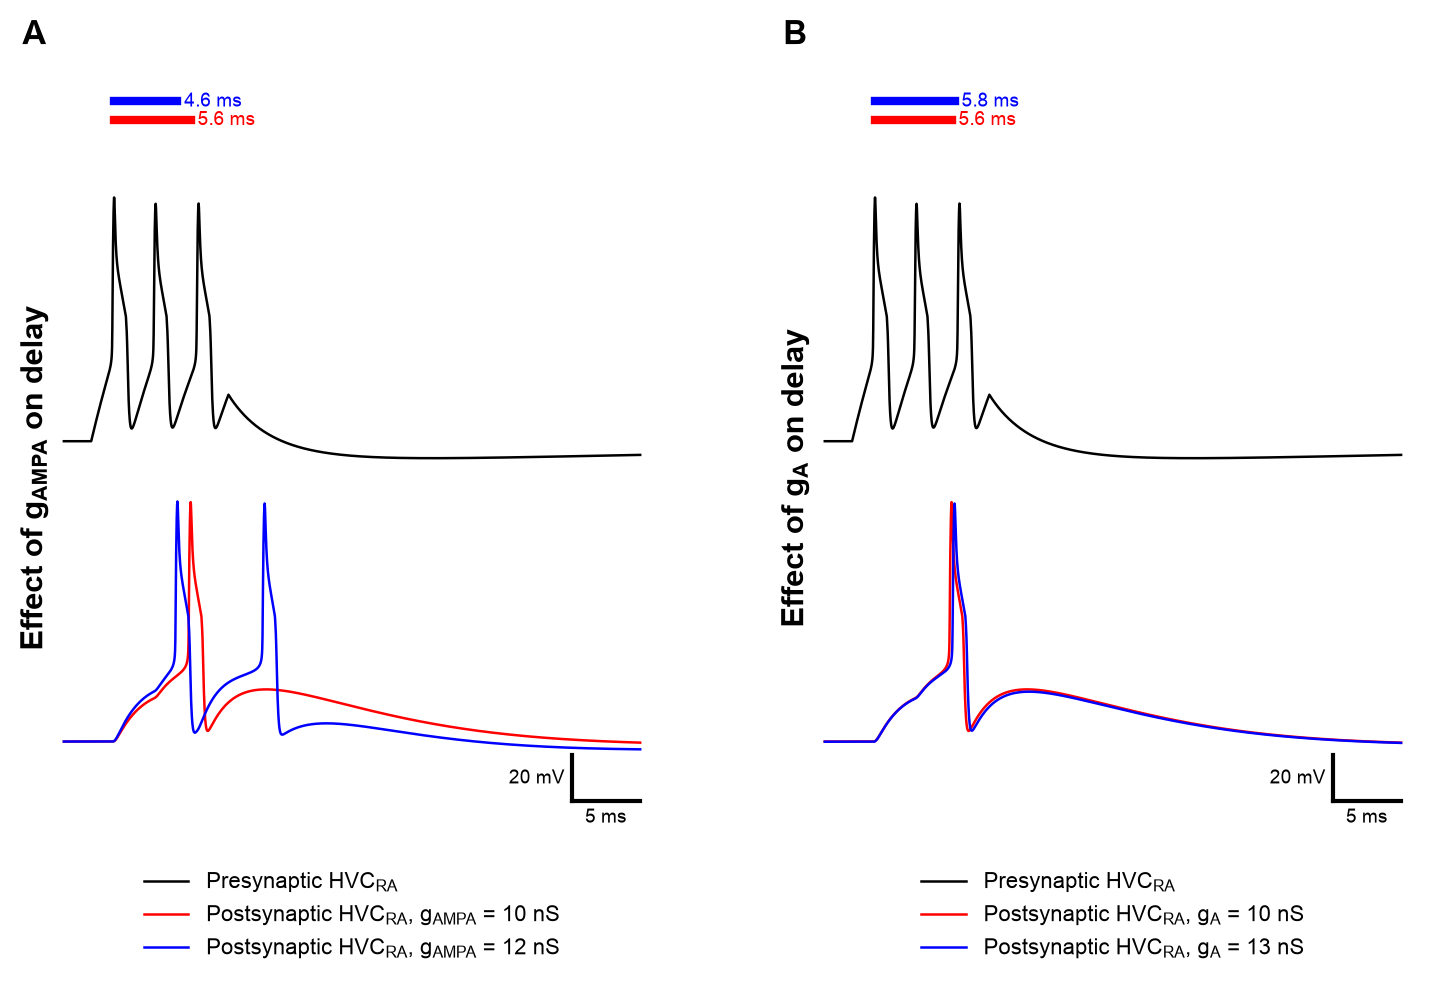 A
4.6 ms
5.6 ms
Effect of gAMPA on delay
20 mV
5 ms
Presynaptic HVCRA
Postsynaptic HVCRA, gAMPA = 10 nS
Postsynaptic HVCRA, gAMPA = 12 nS
B
5.8 ms
5.6 ms
Effect of gA on delay
20 mV
5 ms
Presynaptic HVCRA
Postsynaptic HVCRA, gA = 10 nS
Postsynaptic HVCRA, gA = 13 nS